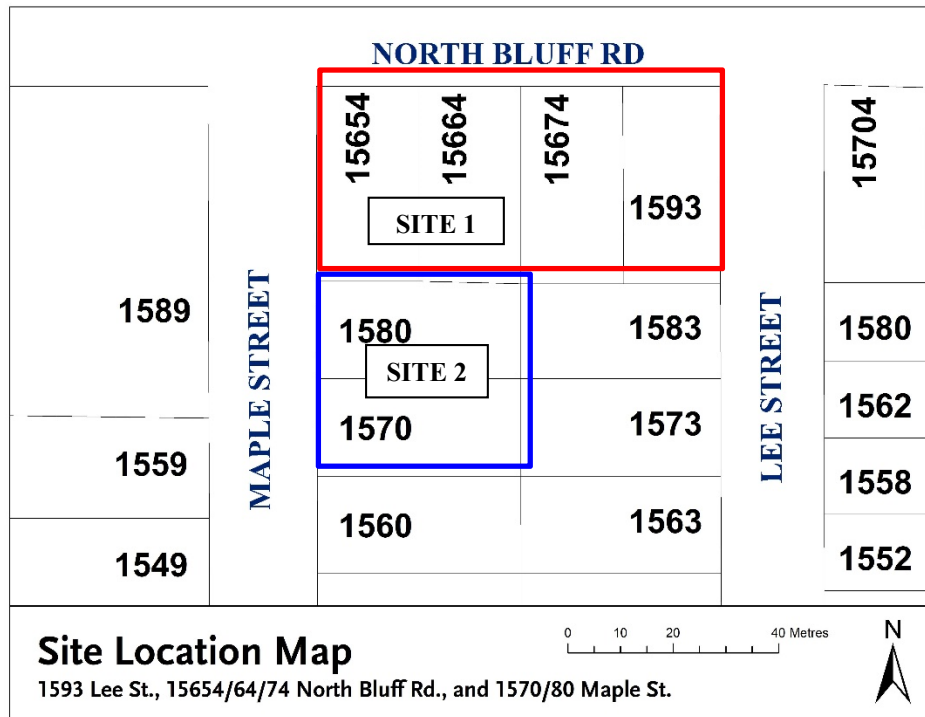 NORTH BLUFF RD
15654
15664
15674
15704
1593
SITE 1
MAPLE STREET
LEE STREET
1589
1580
1583
1580
SITE 2
1562
1570
1573
1559
1558
1560
1563
1549
1552
0 10 20 40 Metres
N
Site Location Map
1593 Lee St., 15654/64/74 North Bluff Rd., and 1570/80 Maple St.